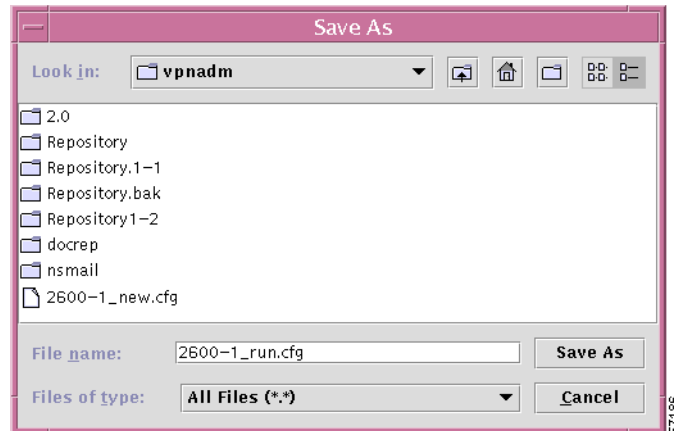 Save As
Look in: vpnadm
2.0
Repository
Repository.1-1
Repository.bak
Repository1-2
docrep
nsmail
2600-1_new.cfg
File name: 2600-1_run.cfg Save As
Files of type: All Files (*.*) Cancel